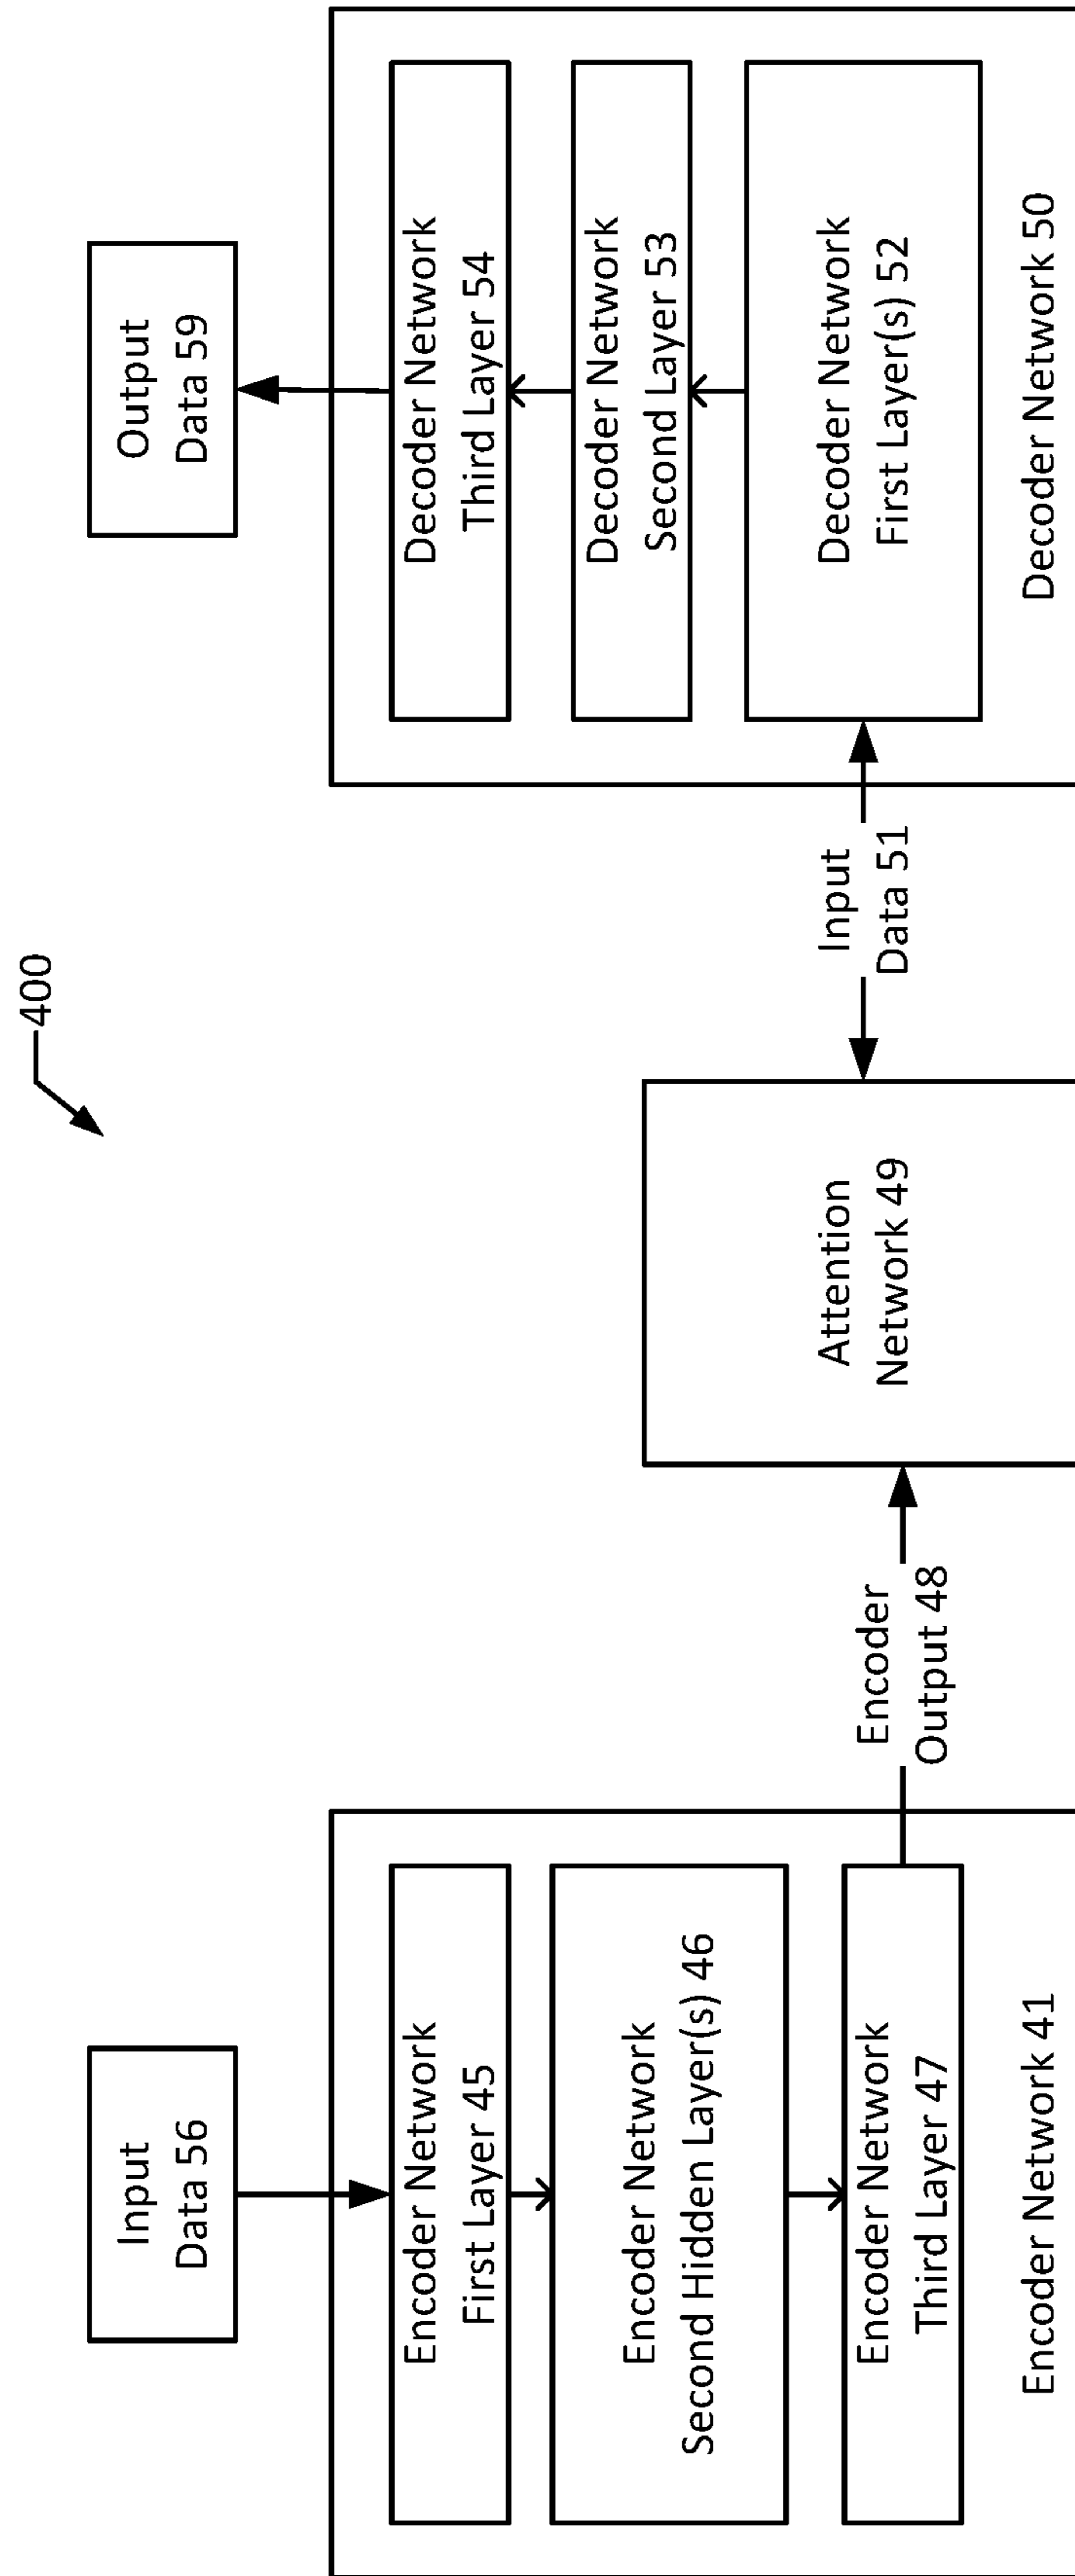 400
Input
Data 56
Encoder Network
First Layer 45
Encoder Network
Second Hidden Layer(s) 46
Encoder Network
Third Layer 47
Encoder Network 41
Encoder
Output 48
Attention
Network 49
Input
Data 51
Output
Data 59
Decoder Network
Third Layer 54
Decoder Network
Second Layer 53
Decoder Network
First Layer(s) 52
Decoder Network 50